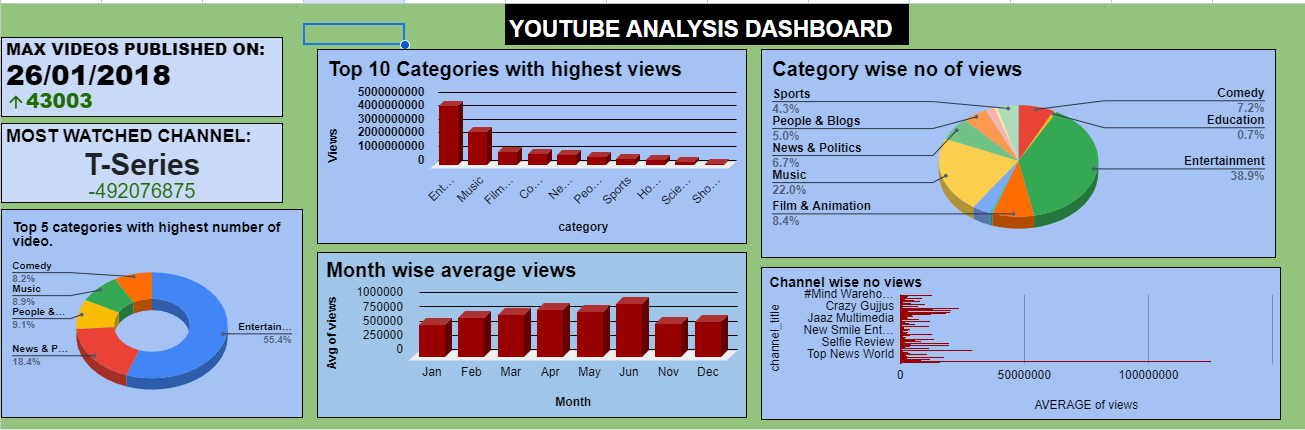 YOUTUBE ANALYSIS DASHBOARD
MAX VIDEOS PUBLISHED ON:
26/01/2018
↑43003
MOST WATCHED CHANNEL:
T-Series
-492076875
Top 5 categories with highest number of
video.
Comedy
8.2%
Music
8.9%
People &...
9.1%
News & P...
18.4%
Entertain...
55.4%
Top 10 Categories with highest views
Views
5000000000
4000000000
3000000000
2000000000
1000000000
0
Ent...
Music
Film...
Co...
Ne...
Peo...
Sports
Ho...
Scie...
Sho...
category
Month wise average views
Avg of views
1000000
750000
500000
250000
0
Jan
Feb
Mar
Apr
May
Jun
Nov
Dec
Month
Category wise no of views
Sports
4.3%
People & Blogs
5.0%
News & Politics
6.7%
Music
22.0%
Film & Animation
8.4%
Comedy
7.2%
Education
0.7%
Entertainment
38.9%
Channel wise no views
channel_title
#Mind Wareho...
Crazy Gujjus
Jaaz Multimedia
New Smile Ent...
Selfie Review
Top News World
0
50000000
100000000
AVERAGE of views